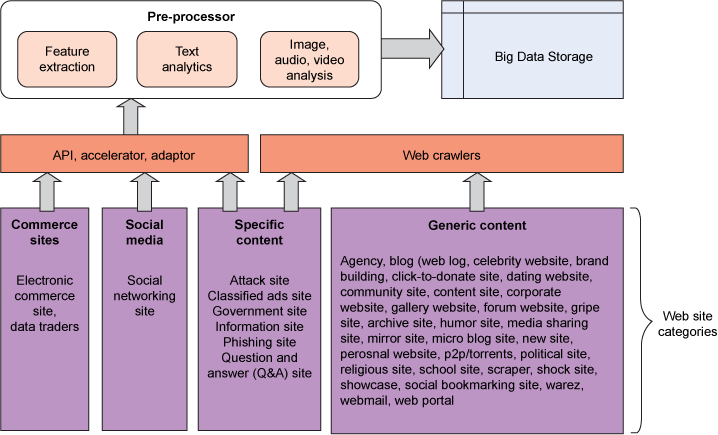 Pre-processor
Feature
extraction
Text
analytics
Image,
audio, video
analysis
Big Data Storage
API, accelerator, adaptor
Web crawlers
Commerce
sites
Electronic
commerce
site,
data traders
Social
media
Social
networking
site
Specific
content
Attack site
Classified ads site
Government site
Information site
Phishing site
Question and
answer (Q&A) site
Generic content
Agency, blog (web log, celebrity website, brand
building, click-to-donate site, dating website,
community site, content site, corporate
website, gallery website, forum website, gripe
site, archive site, humor site, media sharing
site, mirror site, micro blog site, new site,
perosnal website, p2p/torrents, political site,
religious site, school site, scraper, shock site,
showcase, social bookmarking site, warez,
webmail, web portal
Web site
categories